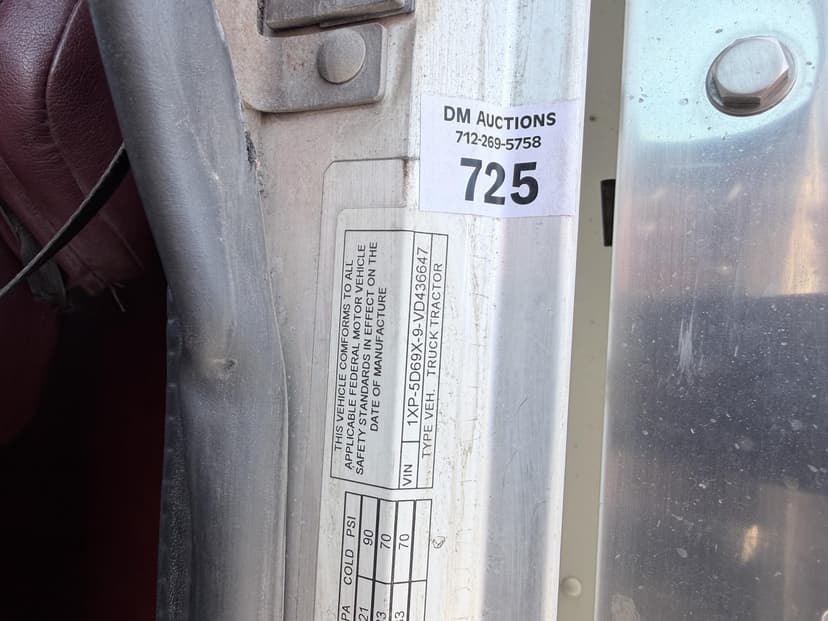 DM AUCTIONS
712-269-5758
725
THIS VEHICLE COMFORMS TO ALL
APPLICABLE FEDERAL MOTOR VEHICLE
SAFETY STANDARDS IN EFFECT ON THE
DATE OF MANUFACTURE
VIN 1XP-5D69X-9-VD436647
TYPE VEH. TRUCK TRACTOR
PA COLD PSI
21 90
70
70